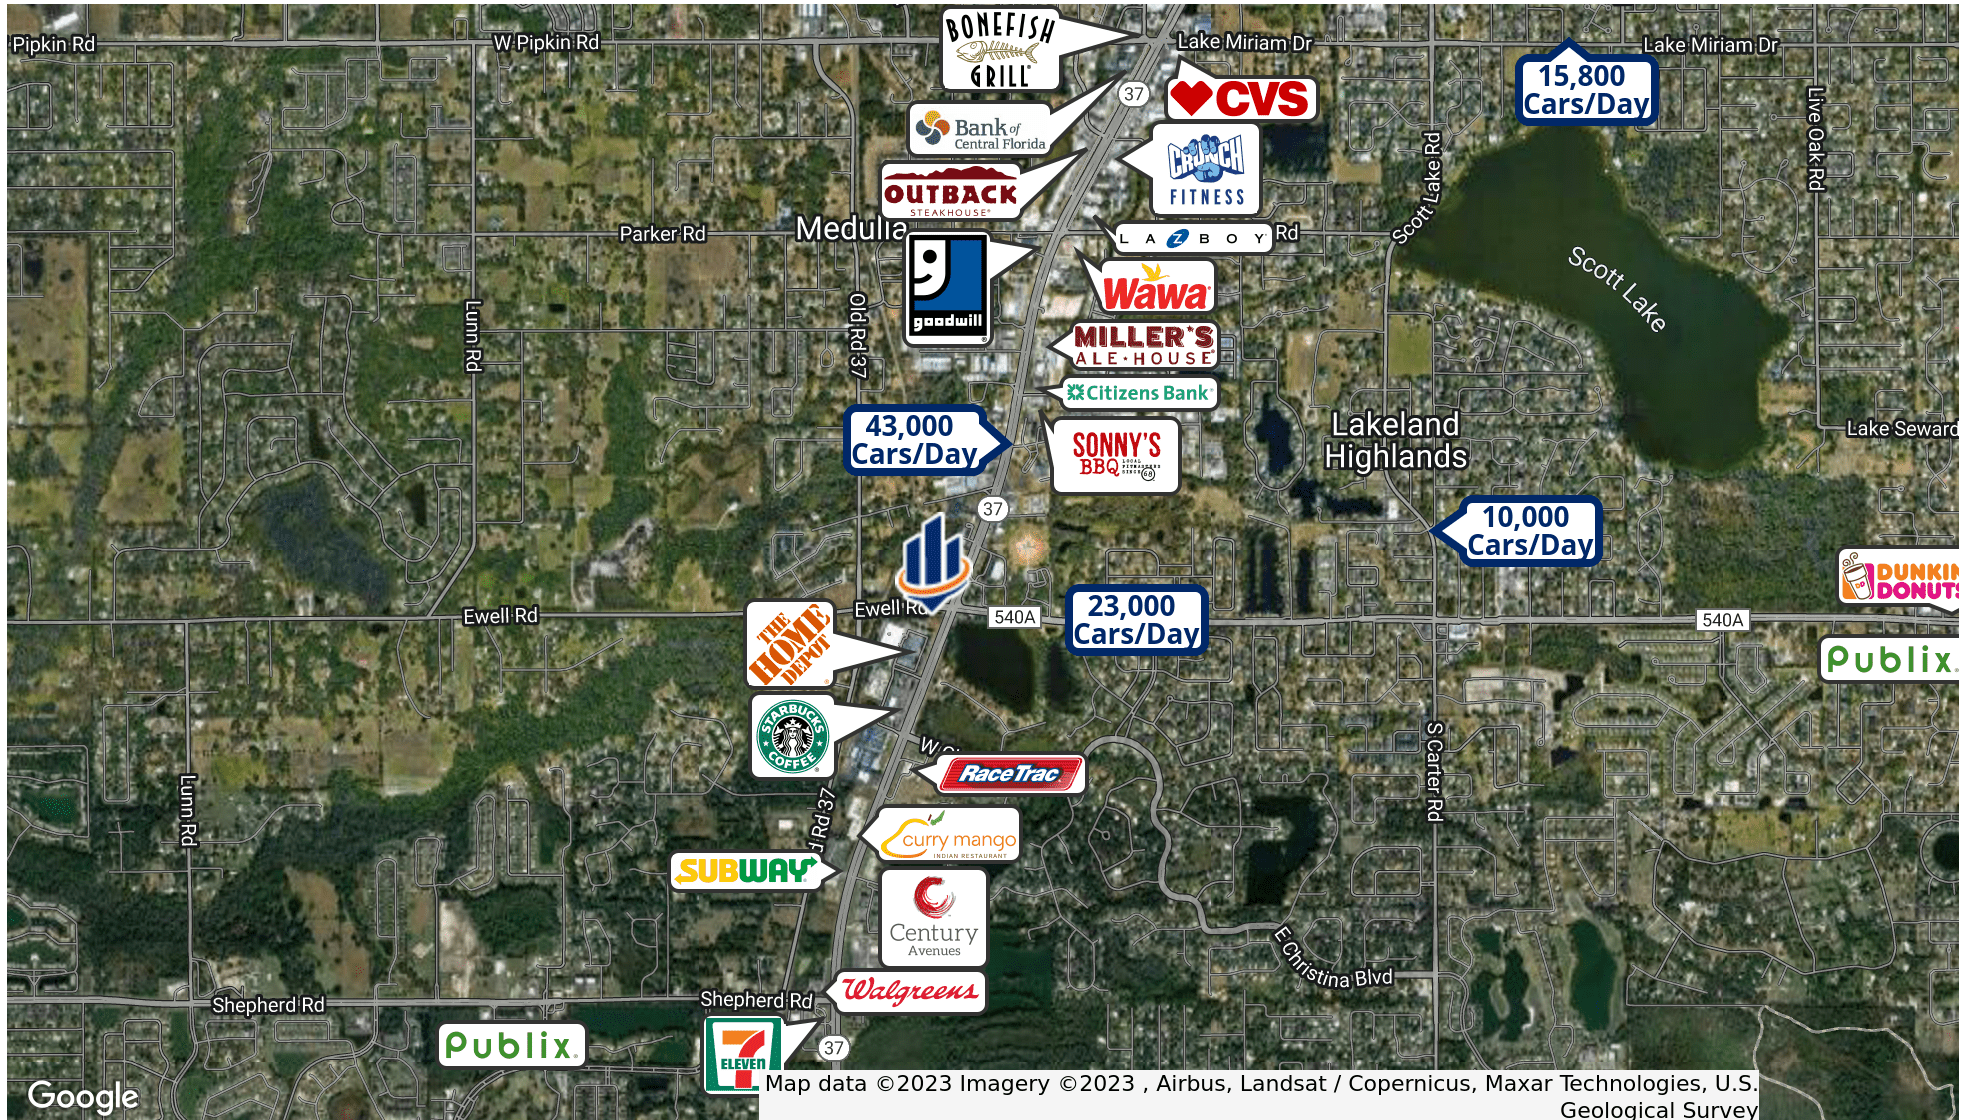 Pipkin Rd
W Pipkin Rd
BONEFISH
GRILL
Lake Miriam Dr
Lake Miriam Dr
15,800
Cars/Day
37
CVS
Bank of
Central Florida
CRUNCH
FITNESS
Live Oak Rd
Scott Lake Rd
OUTBACK
STEAKHOUSE
Parker Rd
Medulla
LAZBOY
Rd
Scott Lake
goodwill
Wawa
Lunn Rd
Old Rd 37
MILLER'S
ALE HOUSE
Citizens Bank
43,000
Cars/Day
SONNY'S
BBQ
LOCAL
PITMASTERS
SINCE 68
Lakeland
Highlands
Lake Seward
37
10,000
Cars/Day
DUNKIN
DONUTS
Ewell Rd
Ewell Rd
540A
23,000
Cars/Day
540A
THE
HOME
DEPOT
Publix
STARBUCKS
COFFEE
S Carter Rd
RaceTrac
Lunn Rd
Rd 37
curry mango
INDIAN RESTAURANT
SUBWAY
Century
Avenues
E Christina Blvd
Walgreens
Shepherd Rd
Shepherd Rd
Publix
7
ELEVEN
37
Google
Map data ©2023 Imagery ©2023 , Airbus, Landsat / Copernicus, Maxar Technologies, U.S.
Geological Survey